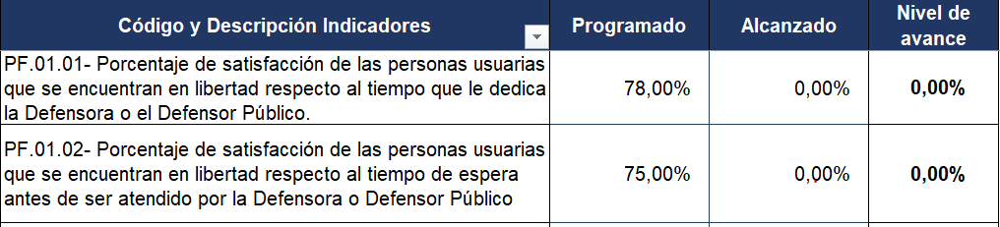 Código y Descripción Indicadores
Programado
Alcanzado
Nivel de
avance
PF.01.01- Porcentaje de satisfacción de las personas usarias
que se encuentran en libertad respecto al tiempo que le dedica
la Defensora o el Defensor Público.
78,00%
0,00%
0,00%
PF.01.02- Porcentaje de satisfacción de las personas usarias
que se encuentran en libertad respecto al tiempo de espera
antes de ser atendido por la Defensora o Defensor Público
75,00%
0,00%
0,00%